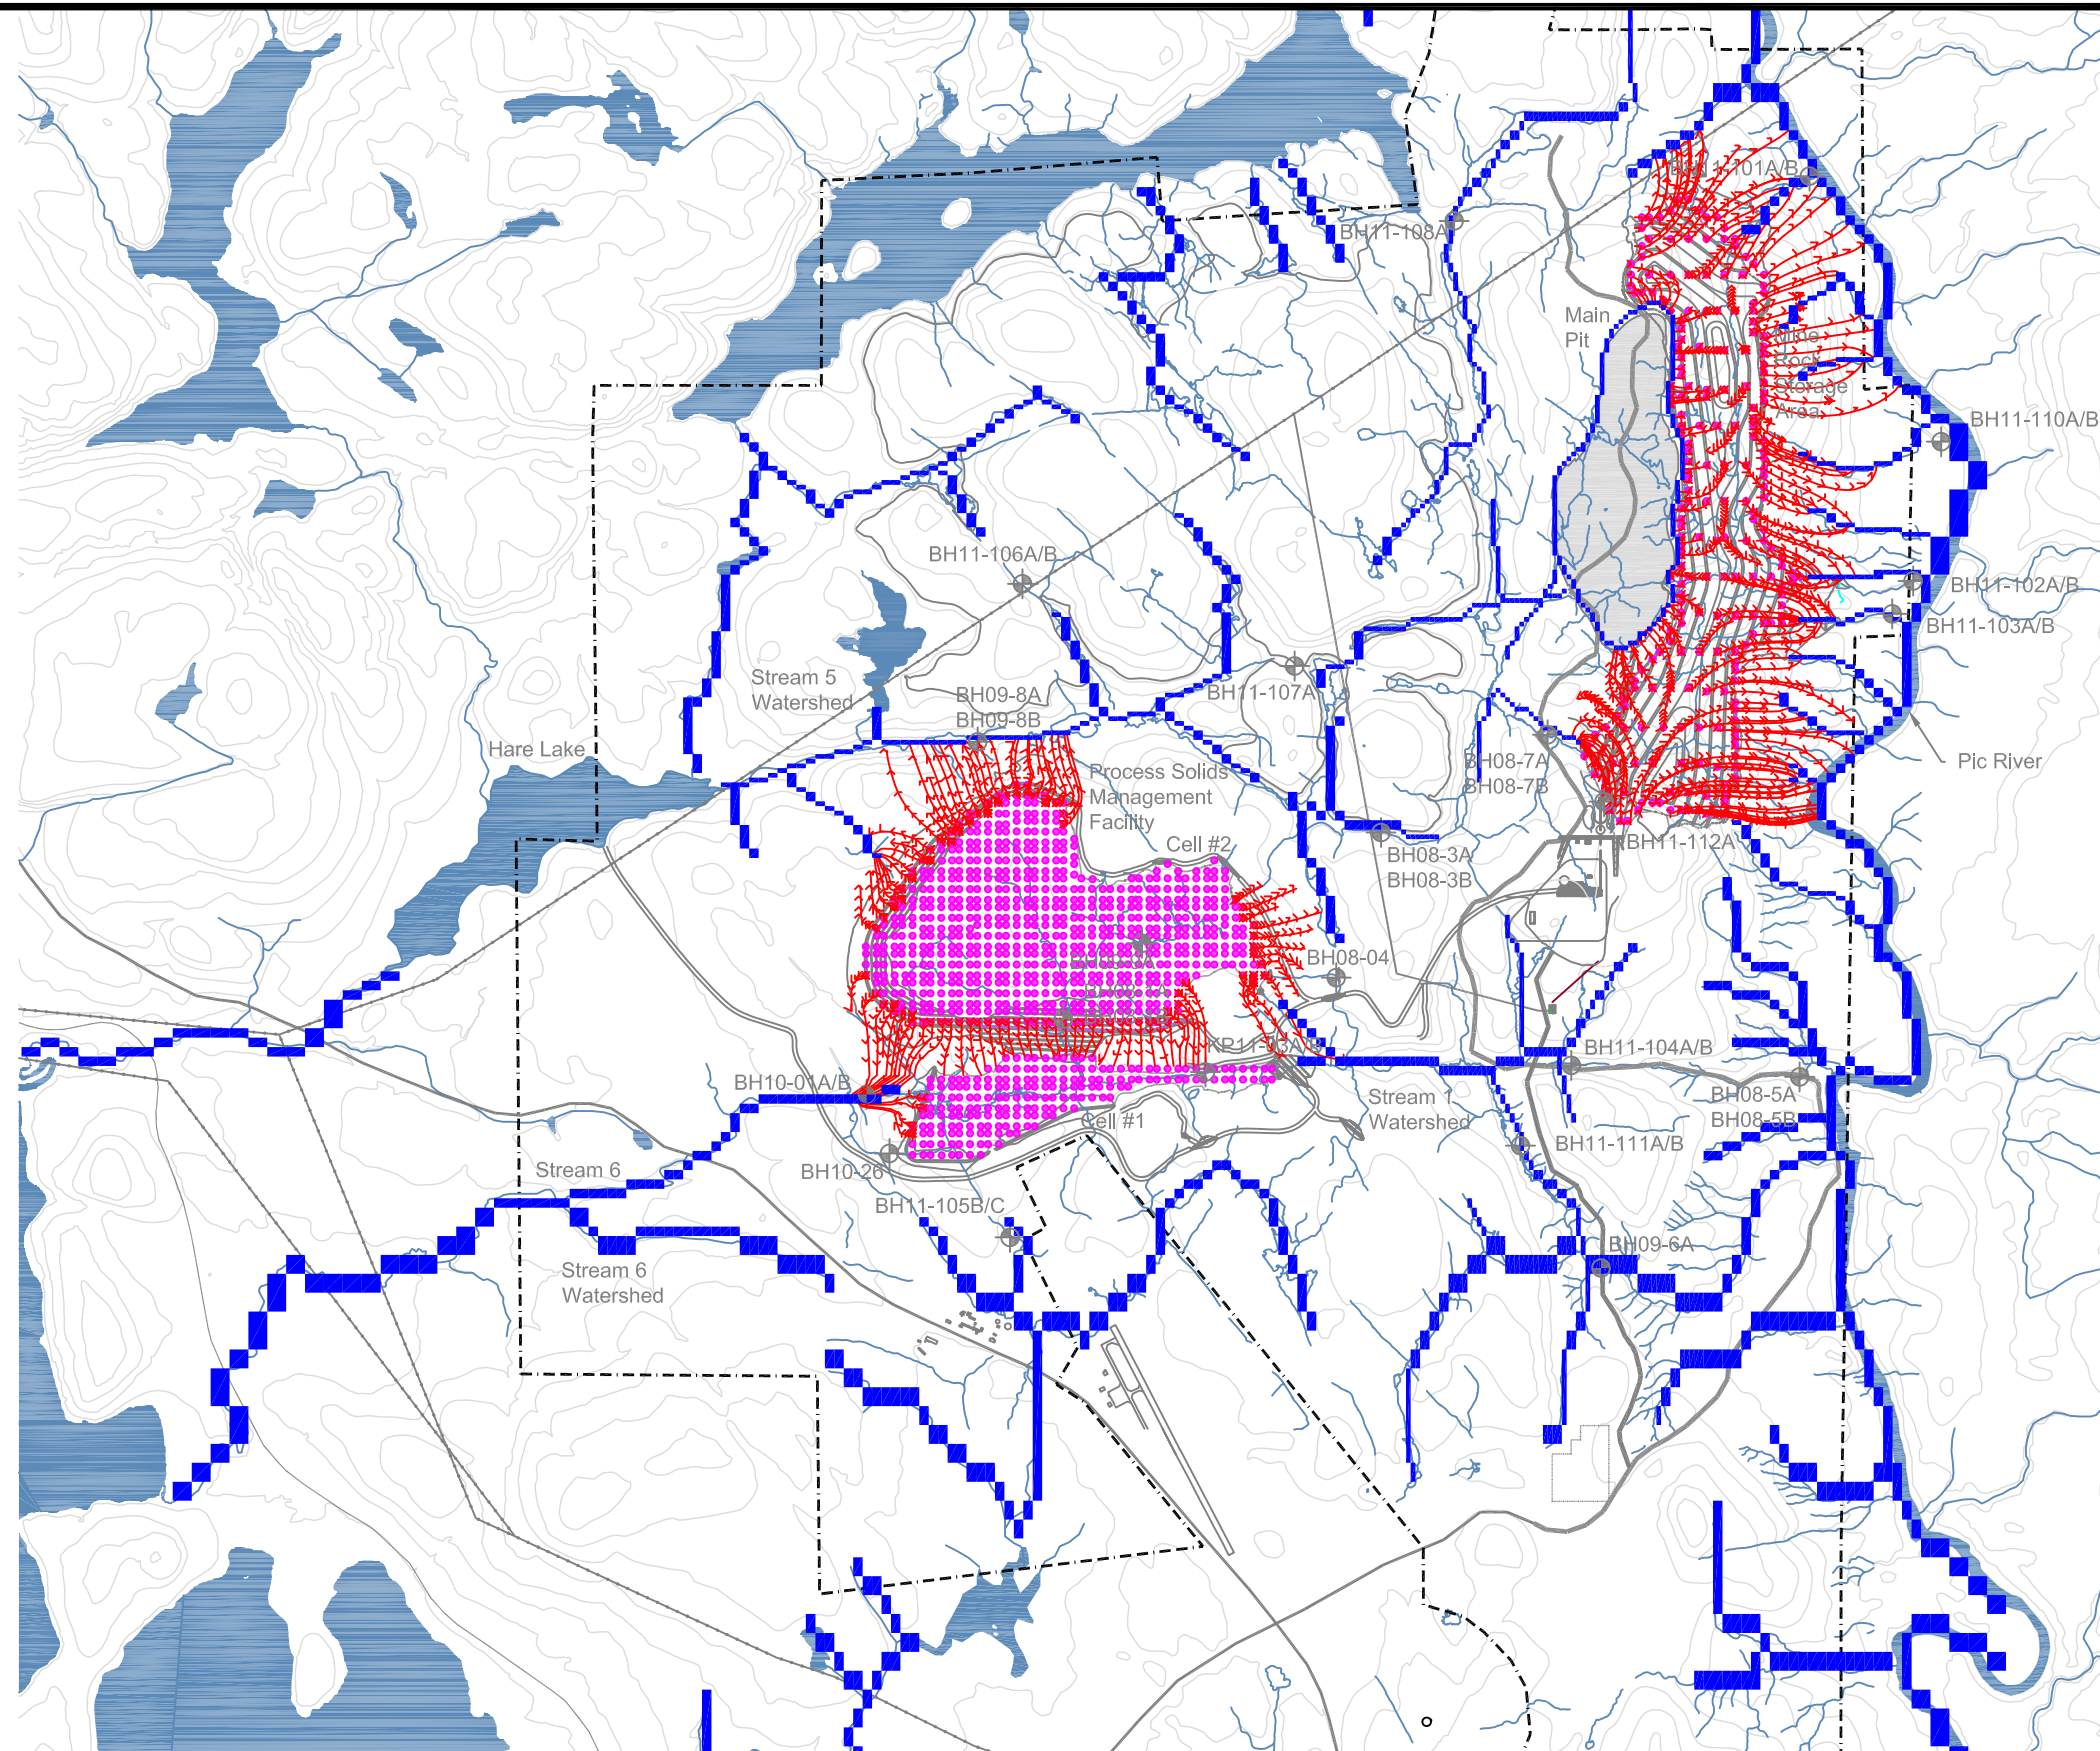 BH11-101A/B
BH11-108A
Main
Pit
Mine
Rock
Storage
Area
BH11-110A/B
BH11-106A/B
BH11-102A/B
BH11-103A/B
Stream 5
Watershed
BH09-8A
BH09-8B
BH11-107A
Hare Lake
BH08-7A
BH08-7B
Pic River
Process Solids
Management
Facility
Cell #2
BH11-112A
BH08-3A
BH08-3B
BH08-04
BH10-01A/B
BH11-104A/B
Stream 1
Watershed
BH08-5A
BH08-5B
Cell #1
BH11-111A/B
Stream 6
BH10-26
BH11-105B/C
BH09-6A
Stream 6
Watershed